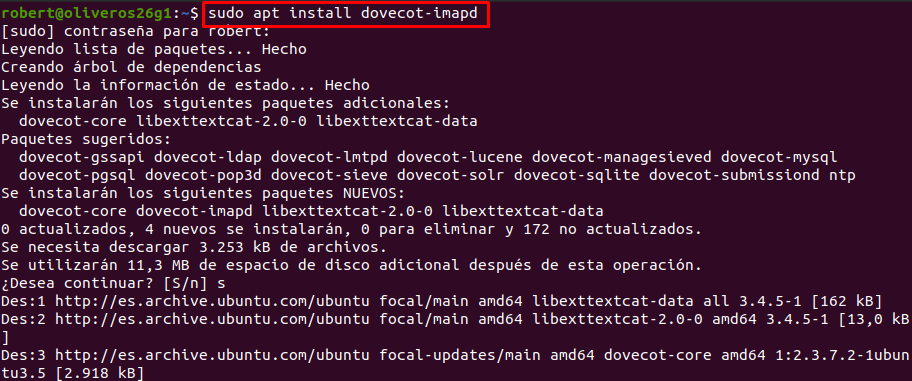 robert@oliveros26g1:~$ sudo apt install dovecot-imapd
[sudo] contraseña para robert:
Leyendo lista de paquetes... Hecho
Creando árbol de dependencias
Leyendo la información de estado... Hecho
Se instalarán los siguientes paquetes adicionales:
  dovecot-core libexttextcat-2.0-0 libexttextcat-data
Paquetes sugeridos:
  dovecot-gssapi dovecot-ldap dovecot-lmtpd dovecot-lucene dovecot-managesieved dovecot-mysql
  dovecot-pgsql dovecot-pop3d dovecot-sieve dovecot-solr dovecot-sqlite dovecot-submissiond ntp
Se instalarán los siguientes paquetes NUEVOS:
  dovecot-core dovecot-imapd libexttextcat-2.0-0 libexttextcat-data
0 actualizados, 4 nuevos se instalarán, 0 para eliminar y 172 no actualizados.
Se necesita descargar 3.253 kB de archivos.
Se utilizarán 11,3 MB de espacio de disco adicional después de esta operación.
¿Desea continuar? [S/n] s
Des:1 http://es.archive.ubuntu.com/ubuntu focal/main amd64 libexttextcat-data all 3.4.5-1 [162 kB]
Des:2 http://es.archive.ubuntu.com/ubuntu focal/main amd64 libexttextcat-2.0-0 amd64 3.4.5-1 [13,0 kB
]
Des:3 http://es.archive.ubuntu.com/ubuntu focal-updates/main amd64 dovecot-core amd64 1:2.3.7.2-1ubun
tu3.5 [2.918 kB]